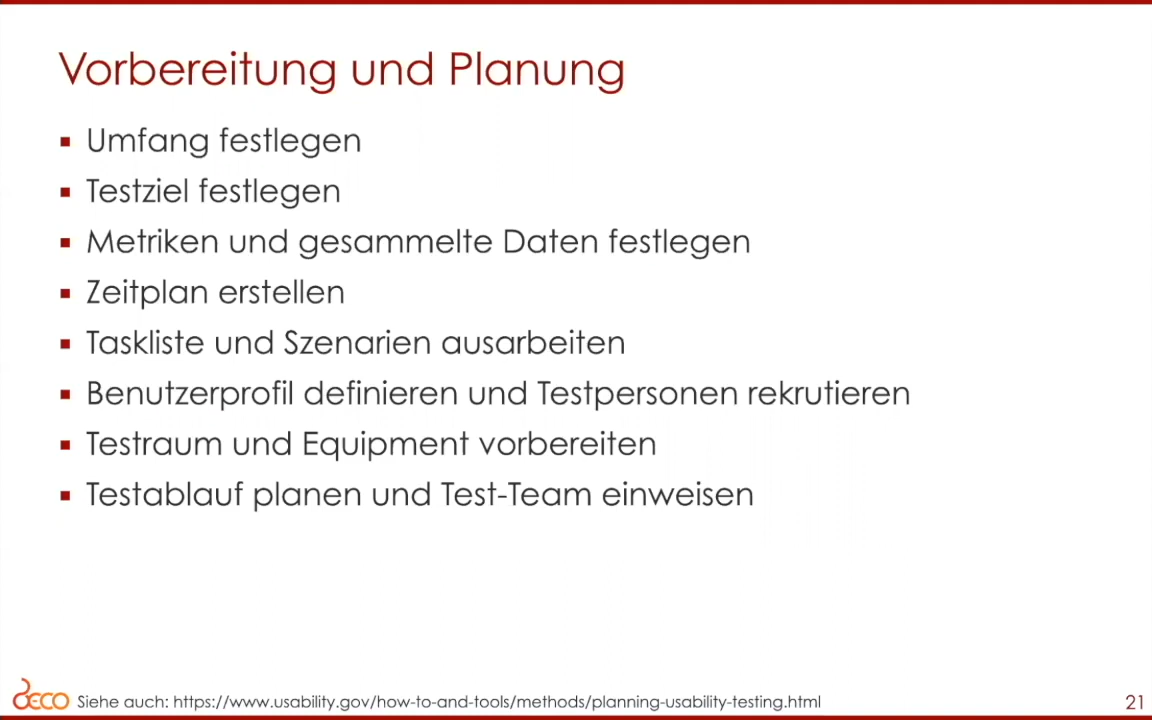 Vorbereitung und Planung
▪ Umfang festlegen
▪ Testziel festlegen
▪ Metriken und gesammelte Daten festlegen
▪ Zeitplan erstellen
▪ Taskliste und Szenarien ausarbeiten
▪ Benutzerprofil definieren und Testpersonen rekrutieren
▪ Testraum und Equipment vorbereiten
▪ Testablauf planen und Test-Team einweisen
DECO Siehe auch: https://www.usability.gov/how-to-and-tools/methods/planning-usability-testing.html 21